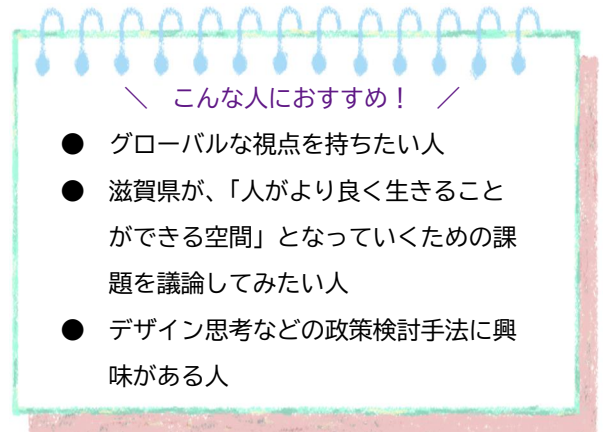 ＼　こんな人におすすめ！　／
●　グローバルな視点を持ちたい人
●　滋賀県が、「人がより良く生きること
ができる空間」となっていくための課
題を議論してみたい人
●　デザイン思考などの政策検討手法に興
味がある人